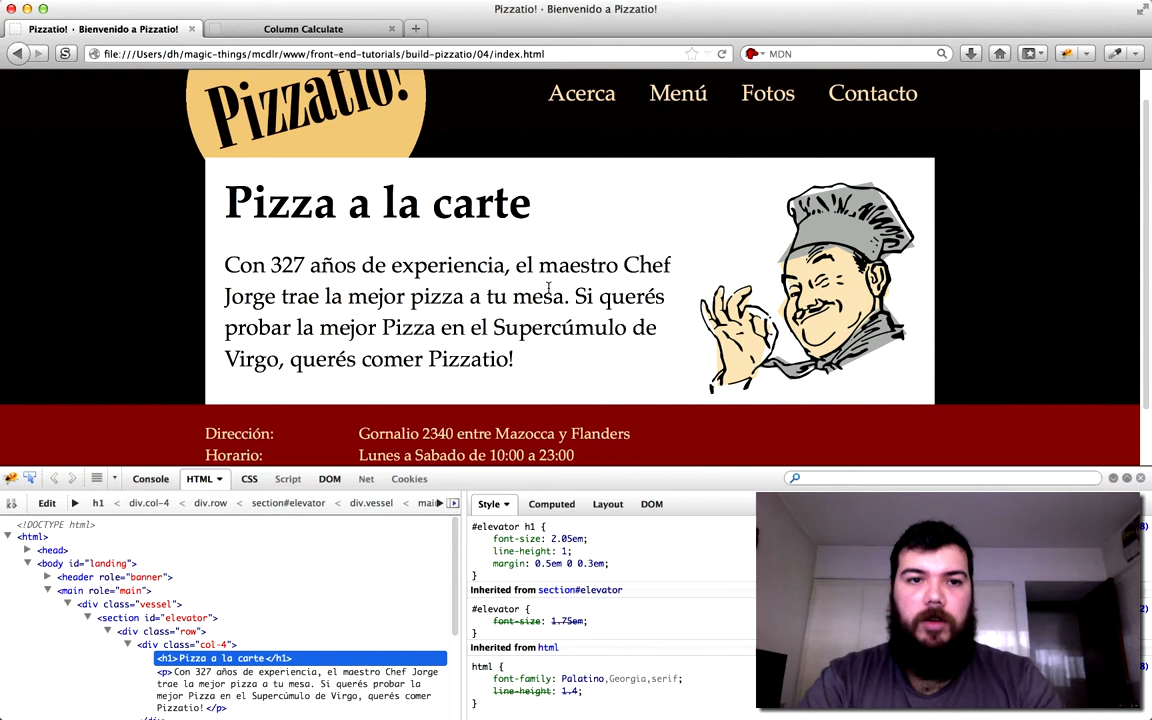 Pizzatio! · Bienvenido a Pizzatio!
Pizzatio! · Bienvenido a Pizzatio!
Column Calculate
file:///Users/dh/magic-things/mcdlr/www/front-end-tutorials/build-pizzatio/04/index.html
MDN
Pizzatio!
Acerca Menú Fotos Contacto
Pizza a la carte
Con 327 años de experiencia, el maestro Chef
Jorge trae la mejor pizza a tu mesa. Si querés
probar la mejor Pizza en el Supercúmulo de
Virgo, querés comer Pizzatio!
Dirección: Gornalio 2340 entre Mazocca y Flanders
Horario: Lunes a Sabado de 10:00 a 23:00
Console HTML CSS Script DOM Net Cookies
Edit h1 < div.col-4 < div.row < section#elevator < div.vessel < mai
<!DOCTYPE html>
<html>
<head>
<body id="landing">
<header role="banner">
<main role="main">
<div class="vessel">
<section id="elevator">
<div class="row">
<div class="col-4">
<h1>Pizza a la carte</h1>
<p>Con 327 años de experiencia, el maestro Chef Jorge
trae la mejor pizza a tu mesa. Si querés probar la
mejor Pizza en el Supercúmulo de Virgo, querés comer
Pizzatio!</p>
Style Computed Layout DOM
#elevator h1 {
font-size: 2.05em;
line-height: 1;
margin: 0.5em 0 0.3em;
}
Inherited from section#elevator
#elevator {
font-size: 1.75em;
}
Inherited from html
html {
font-family: Palatino,Georgia,serif;
line-height: 1.4;
}